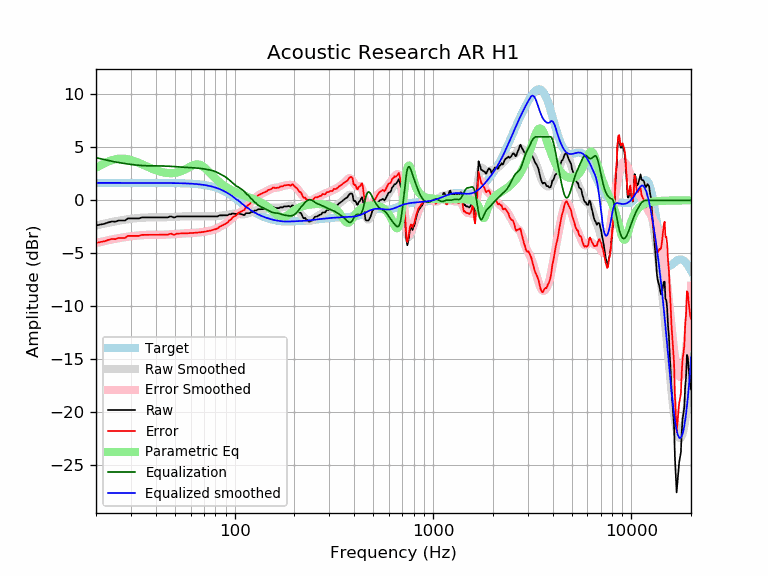 Acoustic Research AR H1
Amplitude (dBr)
10
5
0
−5
−10
−15
−20
−25
Target
Raw Smoothed
Error Smoothed
Raw
Error
Parametric Eq
Equalization
Equalized smoothed
100 1000 10000
Frequency (Hz)